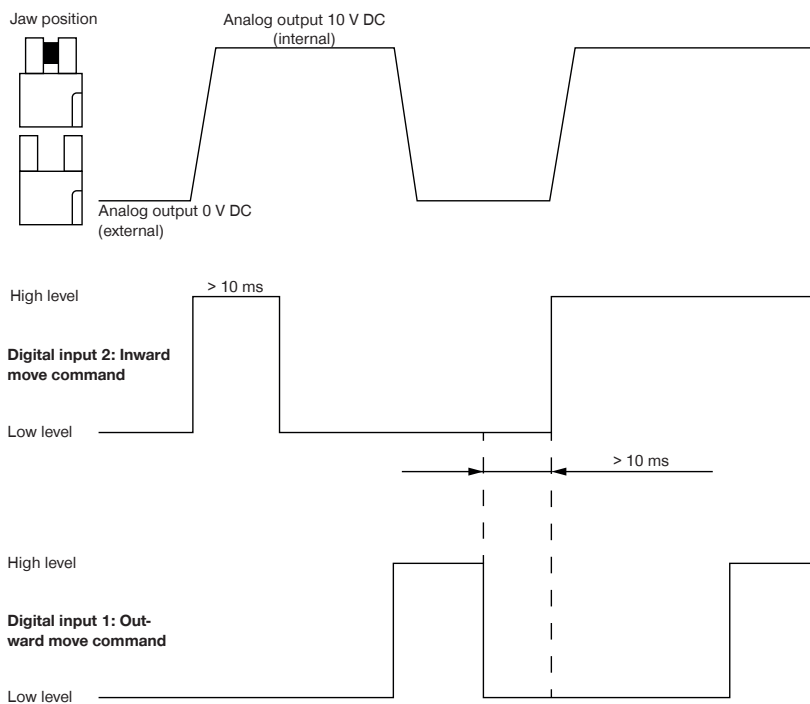 Jaw position
Analog output 10 V DC
(internal)
Analog output 0 V DC
(external)
High level
> 10 ms
Digital input 2: Inward
move command
Low level
> 10 ms
High level
Digital input 1: Out-
ward move command
Low level